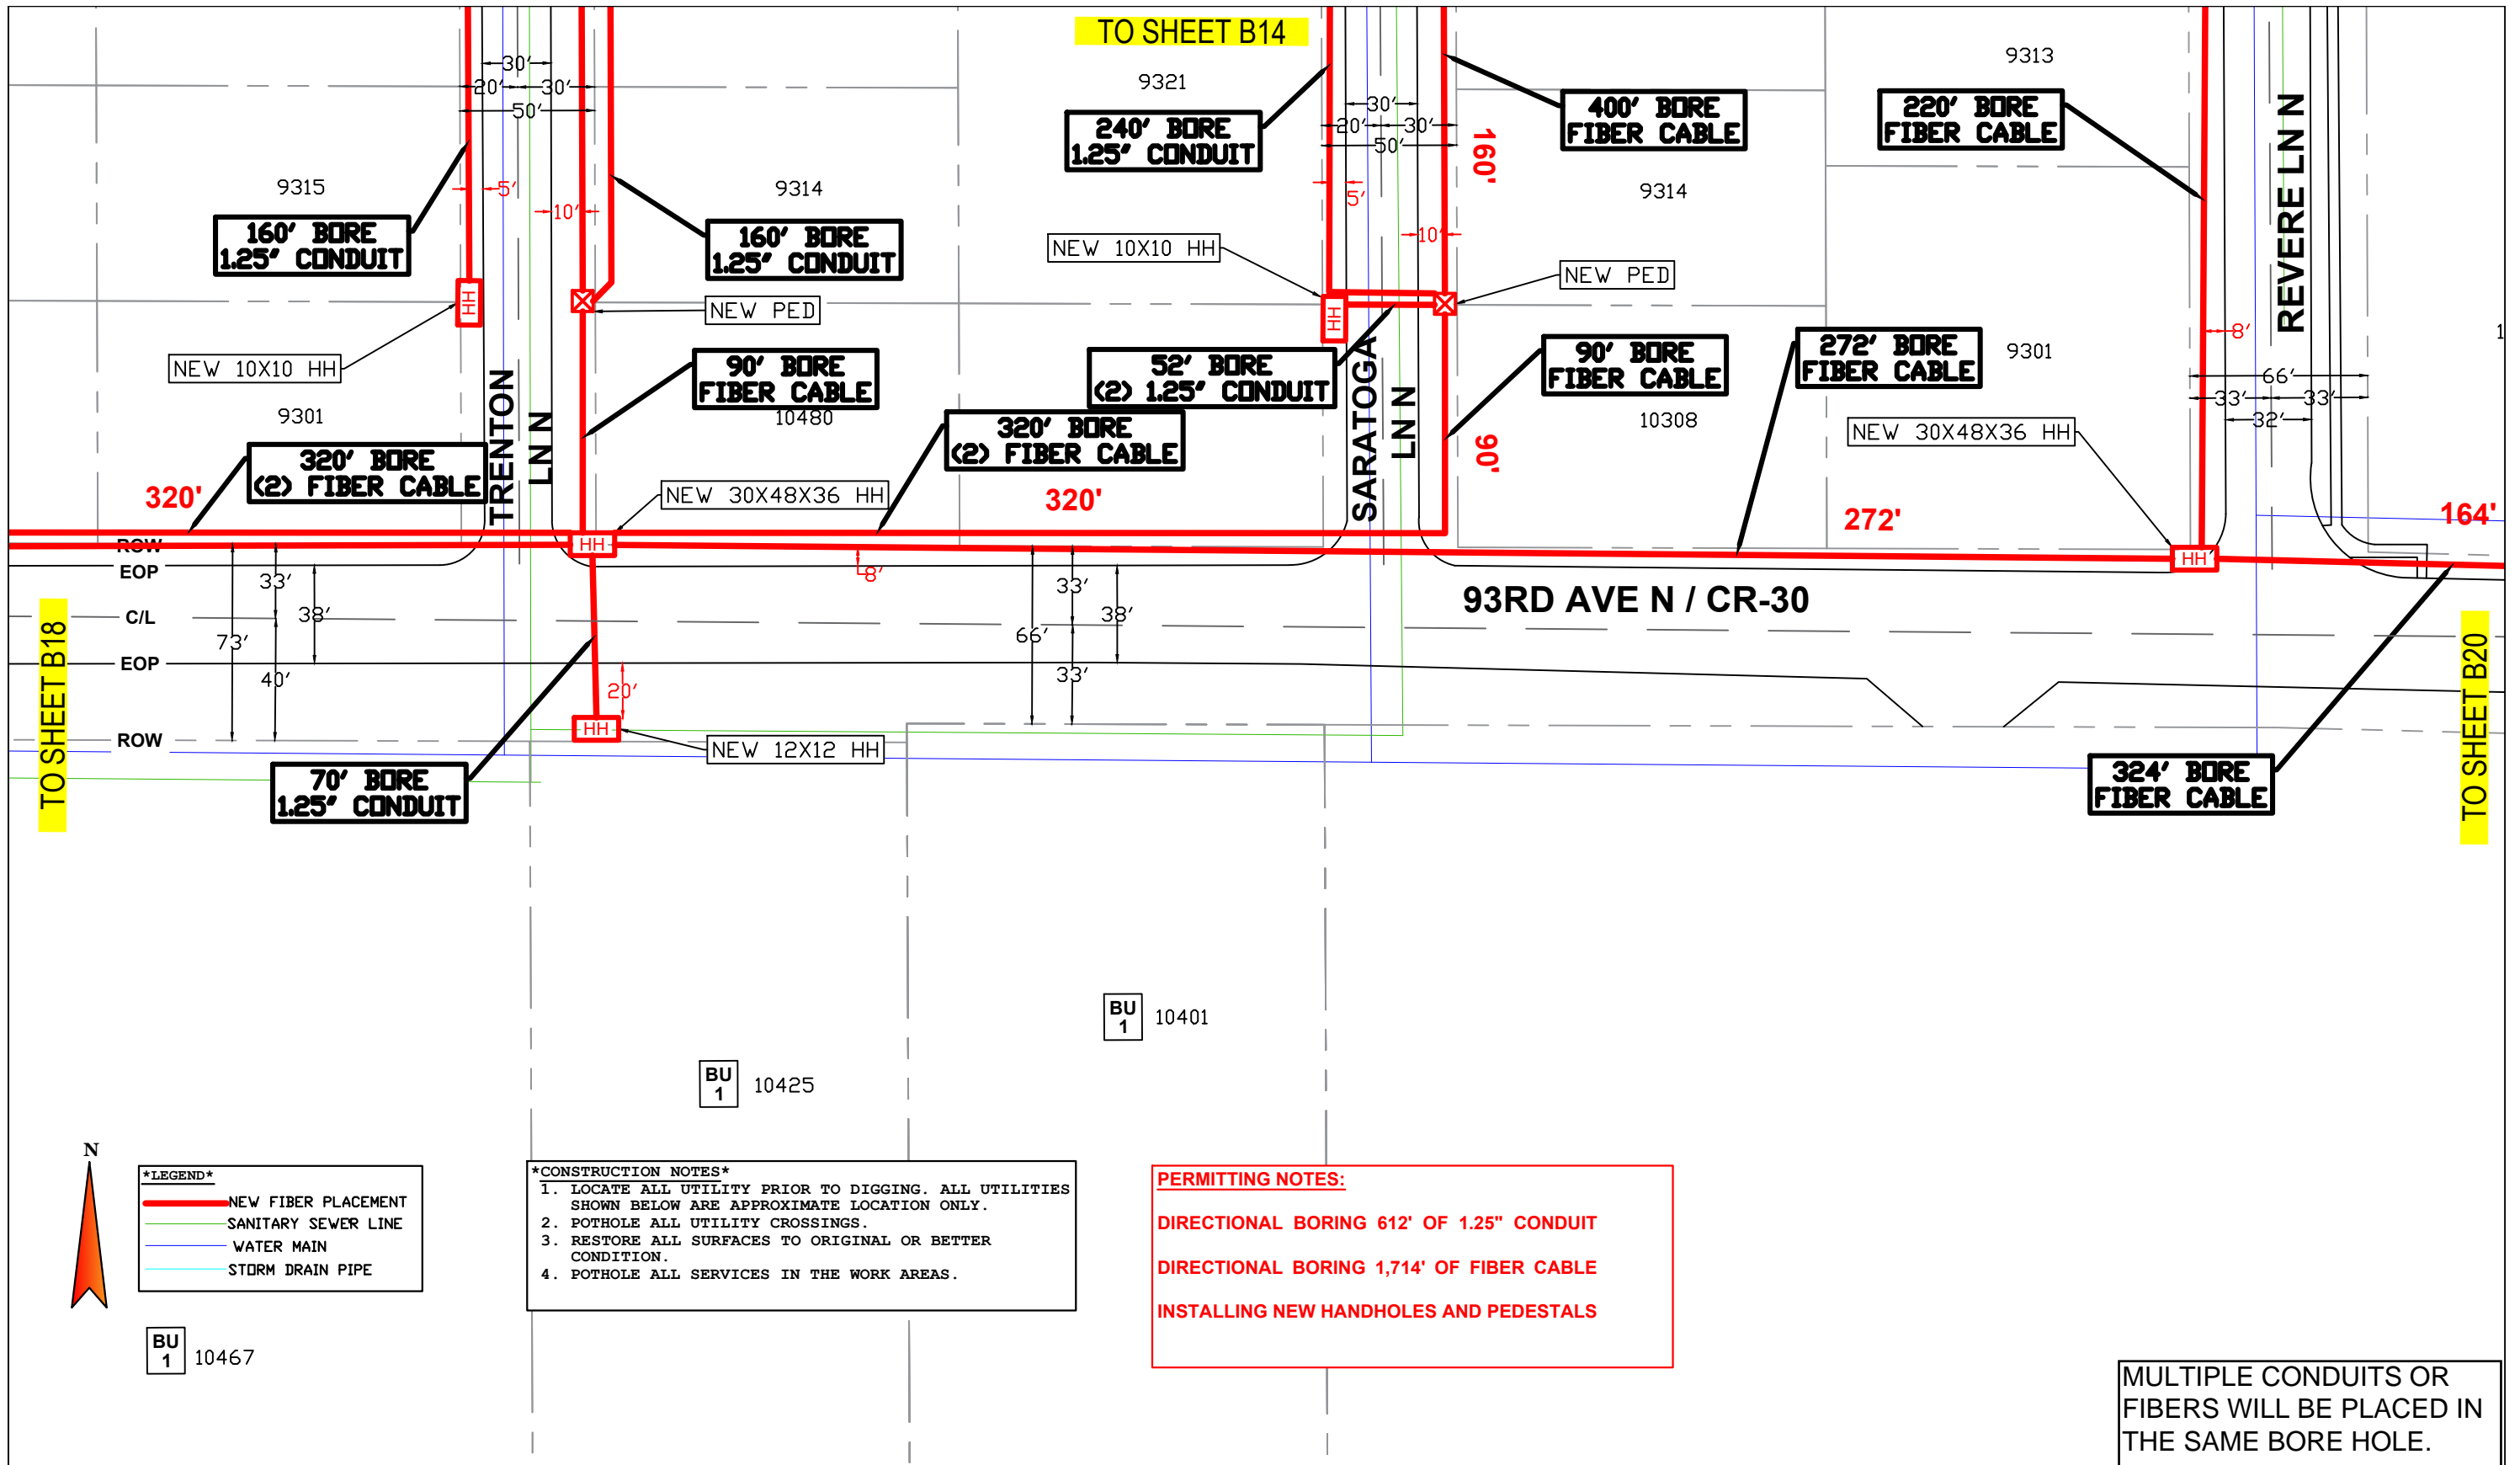 TO SHEET B14
30'
20'
30'
50'
9321
9313
240' BORE
1.25" CONDUIT
30'
20'
30'
50'
160'
400' BORE
FIBER CABLE
220' BORE
FIBER CABLE
REVERE LN N
9315
5'
10'
9314
5'
9314
160' BORE
1.25" CONDUIT
160' BORE
1.25" CONDUIT
NEW 10X10 HH
10'
NEW PED
HH
NEW PED
HH
8'
1
NEW 10X10 HH
90' BORE
FIBER CABLE
52' BORE
(2) 1.25" CONDUIT
90' BORE
FIBER CABLE
272' BORE
FIBER CABLE
9301
66'
33'
33'
32'
9301
TRENTON
LN N
10480
320' BORE
(2) FIBER CABLE
SARATOGA
LN N
90'
10308
NEW 30X48X36 HH
320' BORE
(2) FIBER CABLE
320'
NEW 30X48X36 HH
320'
272'
164'
ROW
HH
HH
EOP
33'
8'
33'
93RD AVE N / CR-30
C/L
38'
38'
73'
66'
EOP
40'
33'
20'
TO SHEET B18
TO SHEET B20
ROW
HH
NEW 12X12 HH
70' BORE
1.25" CONDUIT
324' BORE
FIBER CABLE
BU
1
10401
BU
1
10425
N
*LEGEND*
NEW FIBER PLACEMENT
SANITARY SEWER LINE
WATER MAIN
STORM DRAIN PIPE
*CONSTRUCTION NOTES*
1. LOCATE ALL UTILITY PRIOR TO DIGGING. ALL UTILITIES
SHOWN BELOW ARE APPROXIMATE LOCATION ONLY.
2. POTHOLE ALL UTILITY CROSSINGS.
3. RESTORE ALL SURFACES TO ORIGINAL OR BETTER
CONDITION.
4. POTHOLE ALL SERVICES IN THE WORK AREAS.
PERMITTING NOTES:
DIRECTIONAL BORING 612' OF 1.25" CONDUIT
DIRECTIONAL BORING 1,714' OF FIBER CABLE
INSTALLING NEW HANDHOLES AND PEDESTALS
BU
1
10467
MULTIPLE CONDUITS OR
FIBERS WILL BE PLACED IN
THE SAME BORE HOLE.